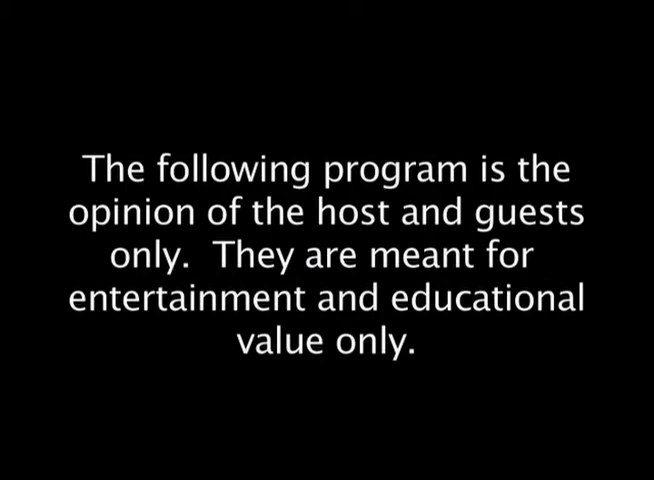 The following program is the
opinion of the host and guests
only.  They are meant for
entertainment and educational
value only.